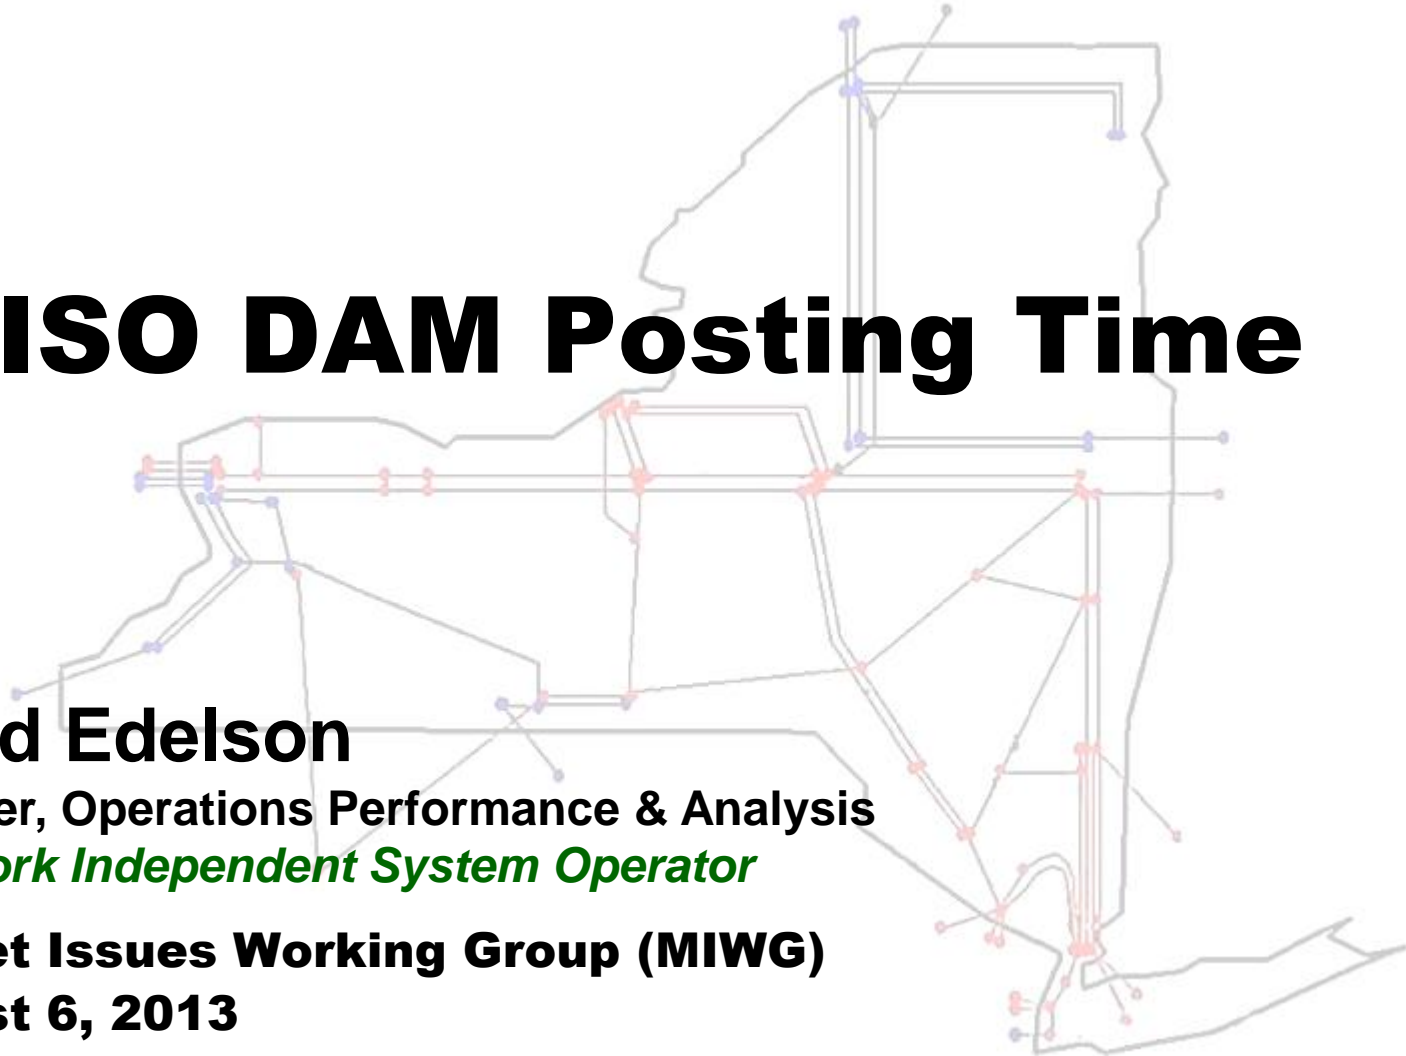 ISO DAM Posting Time
d Edelson
er, Operations Performance & Analysis
ork Independent System Operator
et Issues Working Group (MIWG)
st 6, 2013